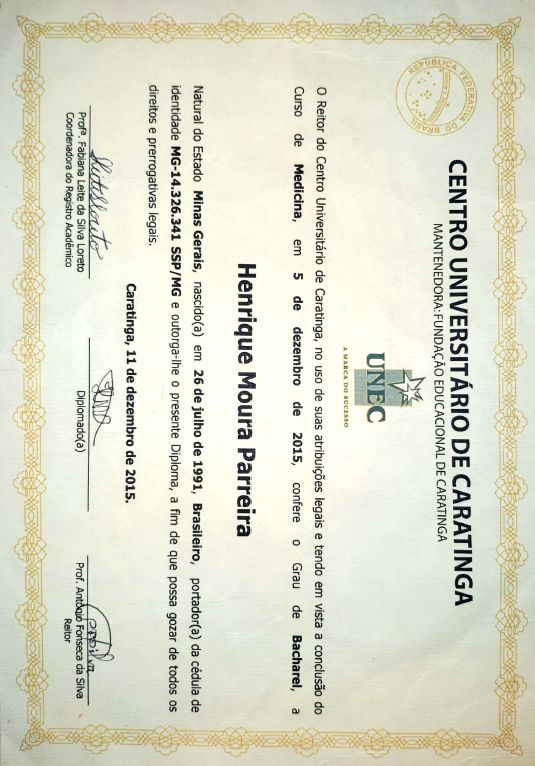 REPÚBLICA FEDERATIVA DO BRASIL
CENTRO UNIVERSITÁRIO DE CARATINGA
MANTENEDORA: FUNDAÇÃO EDUCACIONAL DE CARATINGA
UNEC
A MARCA DO SUCESSO
O Reitor do Centro Universitário de Caratinga, no uso de suas atribuições legais e tendo em vista a conclusão do
Curso de Medicina, em 5 de dezembro de 2015, confere o Grau de Bacharel, a
Henrique Moura Parreira
Natural do Estado Minas Gerais, nascido(a) em 26 de julho de 1991, Brasileiro, portador(a) da cédula de
identidade MG-14.326.341 SSP/MG e outorga-lhe o presente Diploma, a fim de que possa gozar de todos os
direitos e prerrogativas legais.
Caratinga, 11 de dezembro de 2015.
Profª. Fabiana Leite da Silva Loreto
Coordenadora do Registro Acadêmico
Diplomado(a)
Prof. Antônio Fonseca da Silva
Reitor